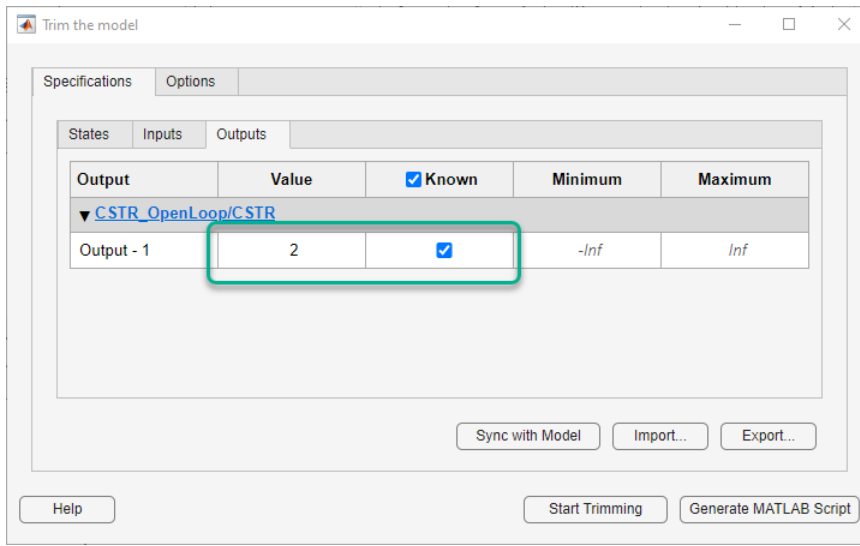 Trim the model
Specifications Options
States Inputs Outputs
Output Value Known Minimum Maximum
CSTR_OpenLoop/CSTR
Output - 1 2 -Inf Inf
Sync with Model Import... Export...
Help Start Trimming Generate MATLAB Script